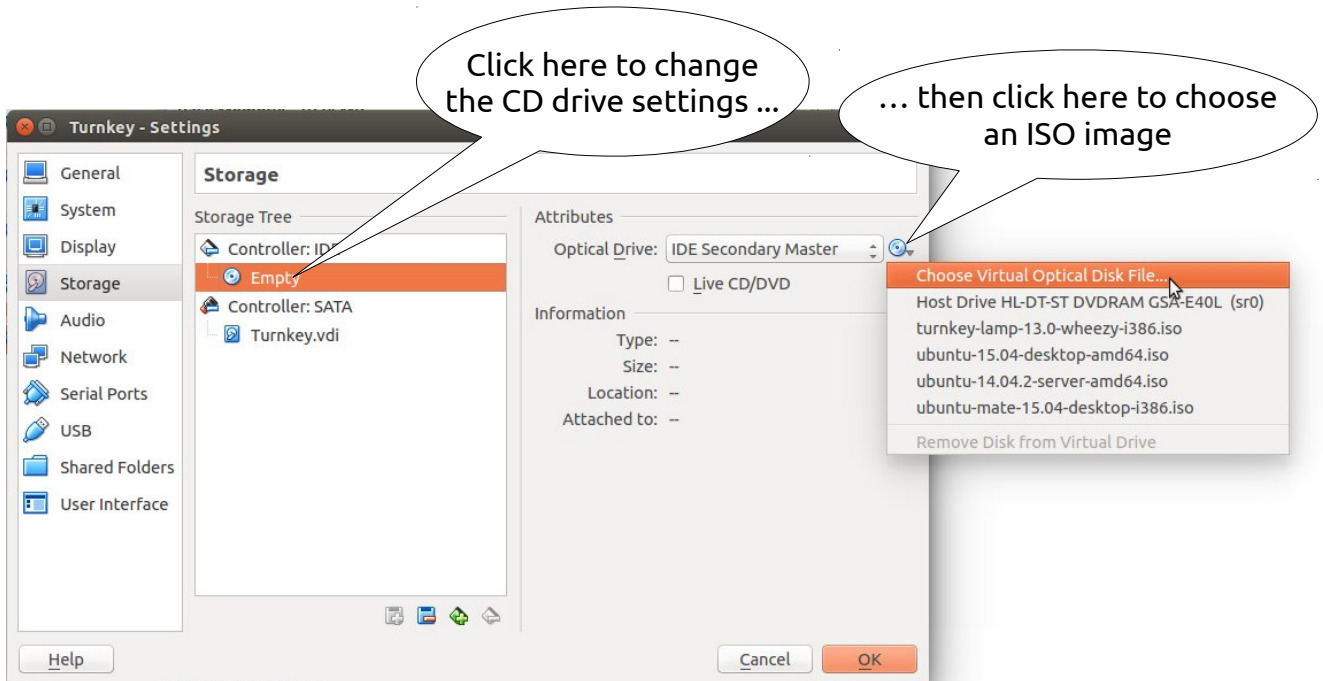 Click here to change
the CD drive settings ...
… then click here to choose
an ISO image
Turnkey - Settings
General
System
Display
Storage
Audio
Network
Serial Ports
USB
Shared Folders
User Interface
Storage
Storage Tree
Controller: IDE
Empty
Controller: SATA
Turnkey.vdi
Attributes
Optical Drive: IDE Secondary Master
Live CD/DVD
Information
Type: --
Size: --
Location: --
Attached to: --
Choose Virtual Optical Disk File...
Host Drive HL-DT-ST DVDRAM GSA-E40L (sr0)
turnkey-lamp-13.0-wheezy-i386.iso
ubuntu-15.04-desktop-amd64.iso
ubuntu-14.04.2-server-amd64.iso
ubuntu-mate-15.04-desktop-i386.iso
Remove Disk from Virtual Drive
Help
Cancel
OK